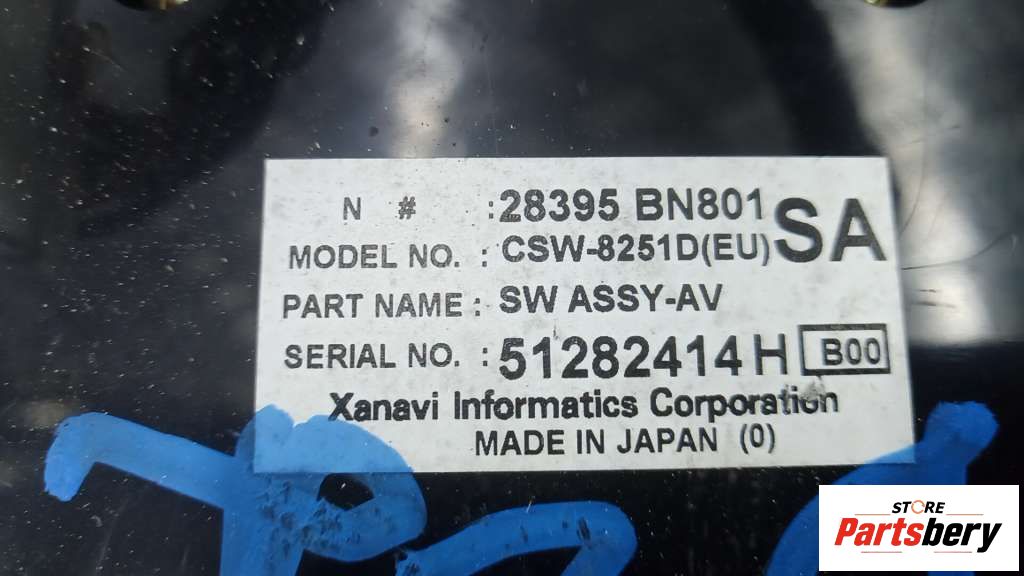 N # : 28395 BN801 SA
MODEL NO. : CSW-8251D(EU)
PART NAME : SW ASSY-AV
SERIAL NO. : 51282414H B00
Xanavi Informatics Corporation
MADE IN JAPAN (0)
STORE
Partsbery